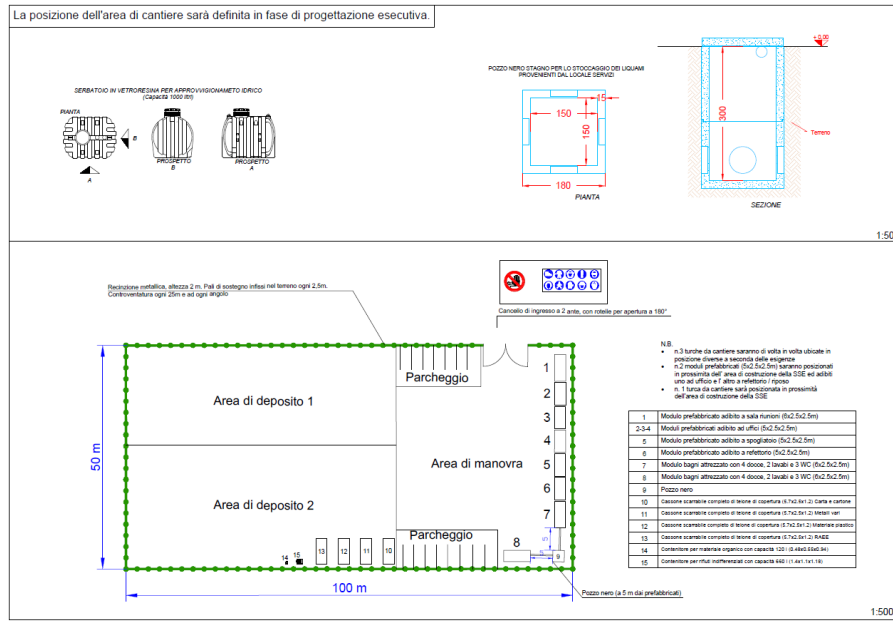 La posizione dell'area di cantiere sarà definita in fase di progettazione esecutiva.
SERBATOIO IN VETRORESINA PER APPROVVIGIONAMETO IDRICO
(Capacità 1000 litri)
PIANTA
B
A
PROSPETTO
B
PROSPETTO
A
POZZO NERO STAGNO PER LO STOCCAGGIO DEI LIQUAMI
PROVENIENTI DAL LOCALE SERVIZI
15
150
150
180
PIANTA
300
Terreno
SEZIONE
1:50
Recinzione metallica, altezza 2 m. Pali di sostegno infissi nel terreno ogni 2,5m.
Controventatura ogni 25m e ad ogni angolo
Cancello di ingresso a 2 ante, con rotelle per apertura a 180°
Parcheggio
Area di deposito 1
Area di manovra
Area di deposito 2
Parcheggio
50 m
100 m
1
2
3
4
5
6
7
8
9
5
5
10
11
12
13
14
15
Pozzo nero (a 5 m dai prefabbricati)
N.B.
• n.3 turche da cantiere saranno di volta in volta ubicate in
posizione diverse a seconda delle esigenze
• n.2 moduli prefabbricati (5x2.5x2.5m) saranno posizionati
in prossimita dell' area di costruzione della SSE ed adibiti
uno ad ufficio e l' altro a refettorio / riposo
• n. 1 turca da cantiere sarà posizionata in prossimità
dell'area di costruzione della SSE
1 Modulo prefabbricato adibito a sala riunioni (6x2.5x2.5m)
2-3-4 Moduli prefabbricati adibito ad uffici (5x2.5x2.5m)
5 Modulo prefabbricato adibito a spogliatoio (5x2.5x2.5m)
6 Modulo prefabbricato adibito a refettorio (5x2.5x2.5m)
7 Modulo bagni attrezzato con 4 docce, 2 lavabi e 3 WC (6x2.5x2.5m)
8 Modulo bagni attrezzato con 4 docce, 2 lavabi e 3 WC (6x2.5x2.5m)
9 Pozzo nero
10 Cassone scarrabile completo di telone di copertura (5.7x2.5x1.2) Carta e cartone
11 Cassone scarrabile completo di telone di copertura (5.7x2.5x1.2) Metalli vari
12 Cassone scarrabile completo di telone di copertura (5.7x2.5x1.2) Materiale plastico
13 Cassone scarrabile completo di telone di copertura (5.7x2.5x1.2) RAEE
14 Contenitore per materiale organico con capacità 120 l (0.48x0.55x0.94)
15 Contenitore per rifiuti indifferenziati con capacità 660 l (1.4x1.1x1.18)
1:500